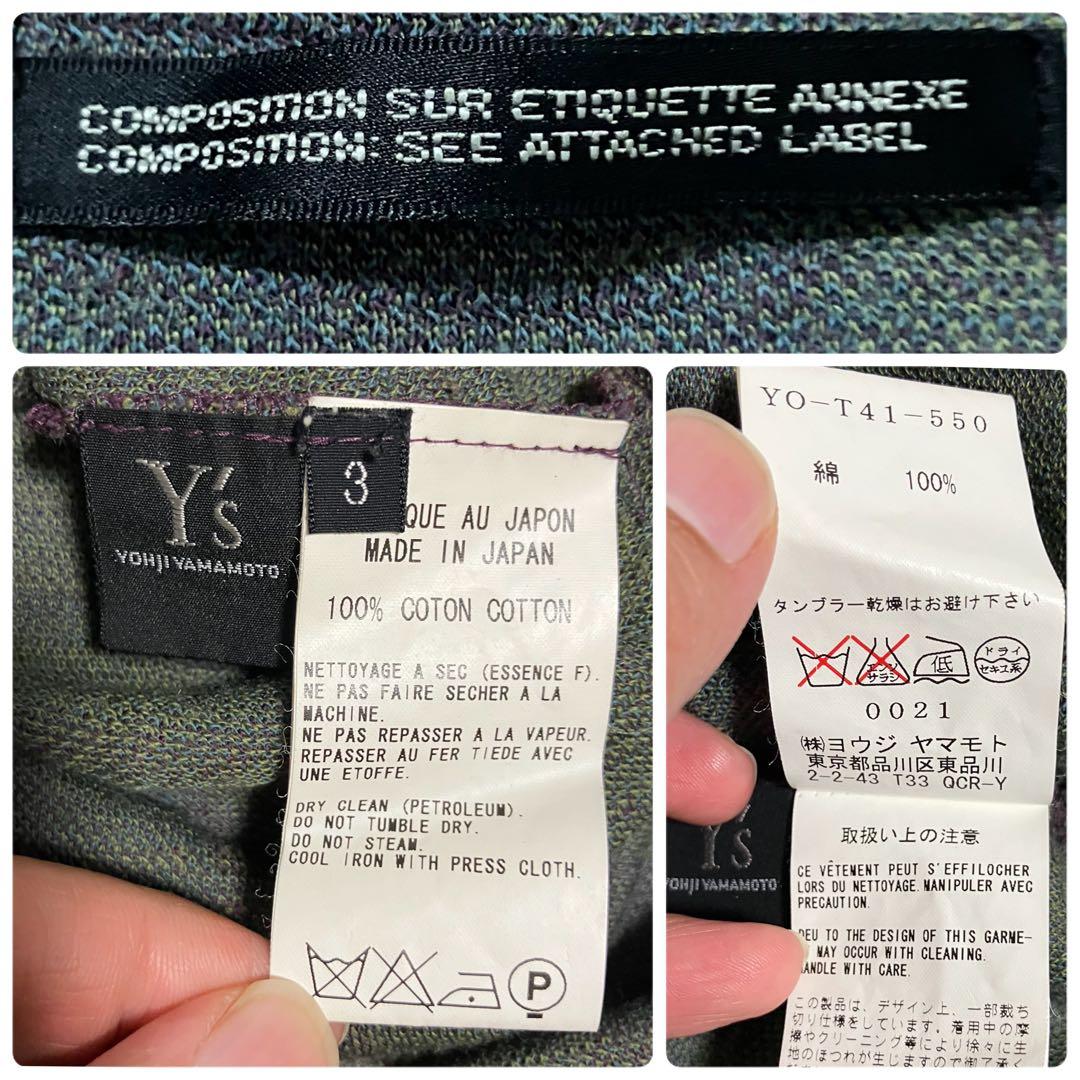 COMPOSITION SUR ETIQUETTE ANNEXE
COMPOSITION: SEE ATTACHED LABEL
Y's
YOHJI YAMAMOTO
3
QUE AU JAPON
MADE IN JAPAN
100% COTON COTTON
NETTOYAGE A SEC (ESSENCE F).
NE PAS FAIRE SECHER A LA
MACHINE.
NE PAS REPASSER A LA VAPEUR.
REPASSER AU FER TIEDE AVEC
UNE ETOFFE.
DRY CLEAN (PETROLEUM).
DO NOT TUMBLE DRY.
DO NOT STEAM.
COOL IRON WITH PRESS CLOTH.
P
YO-T41-550
綿 100%
タンブラー乾燥はお避け下さい
エンソサラシ 低 ドライ セキユ系
0021
㈱ヨウジ ヤマモト
東京都品川区東品川
2-2-43 T33 QCR-Y
Y's
YOHJI YAMAMOTO
取扱い上の注意
CE VÊTEMENT PEUT S'EFFILOCHER
LORS DU NETTOYAGE. MANIPULER AVEC
PRECAUTION.
DEU TO THE DESIGN OF THIS GARME-
MAY OCCUR WITH CLEANING.
HANDLE WITH CARE.
この製品は、デザイン上、一部裁ち
切り仕様をしています。着用中の摩
擦やクリーニング等により徐々に生
地のほつれが生じますので御了承く